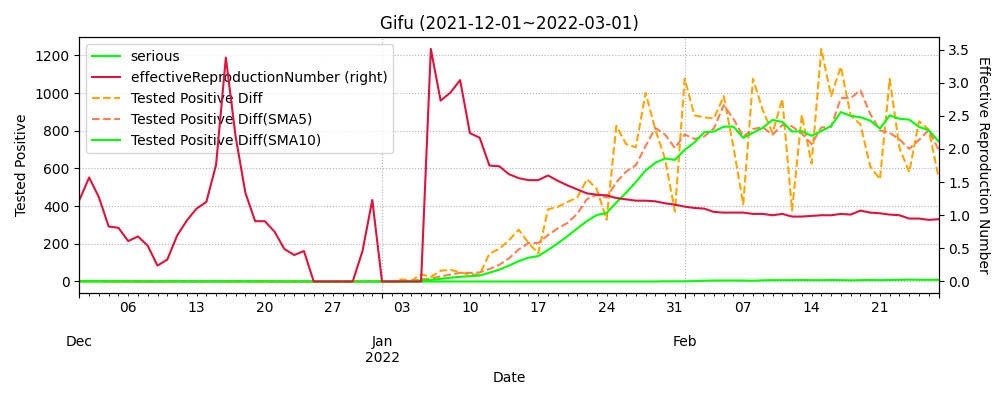 Gifu (2021-12-01~2022-03-01)
serious
effectiveReproductionNumber (right)
Tested Positive Diff
Tested Positive Diff(SMA5)
Tested Positive Diff(SMA10)
Tested Positive
1200
1000
800
600
400
200
0
3.5
3.0
2.5
2.0
1.5
1.0
0.5
0.0
Effective Reproduction Number
06 13 20 27 03 10 17 24 07 14 21
Dec Jan Feb
2022
Date